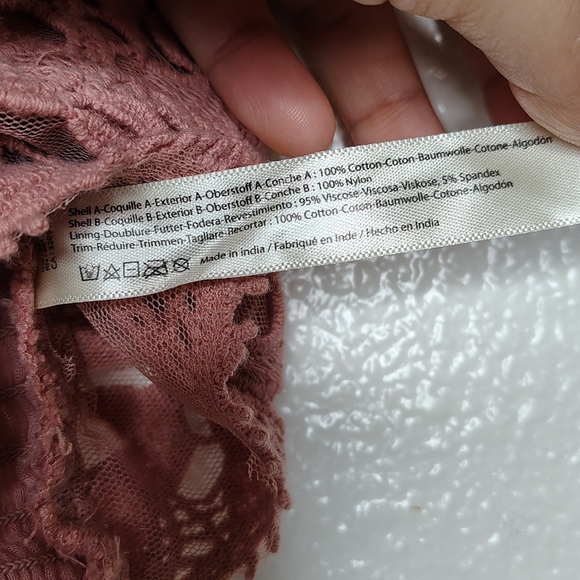 Shell A-Coquille A-Exterior A-Oberstoff A-Conche A : 100% Cotton-Coton-Baumwolle-Cotone-Algodón
Shell B-Coquille B-Exterior B-Oberstoff B-Conche B : 100% Nylon
Lining-Doublure-Futter-Fodera-Revestimiento : 95% Viscose-Viscosa-Viskose, 5% Spandex
Trim-Réduire-Trimmen-Tagliare-Recortar : 100% Cotton-Coton-Baumwolle-Cotone-Algodón
Made in india / Fabriqué en Inde / Hecho en India